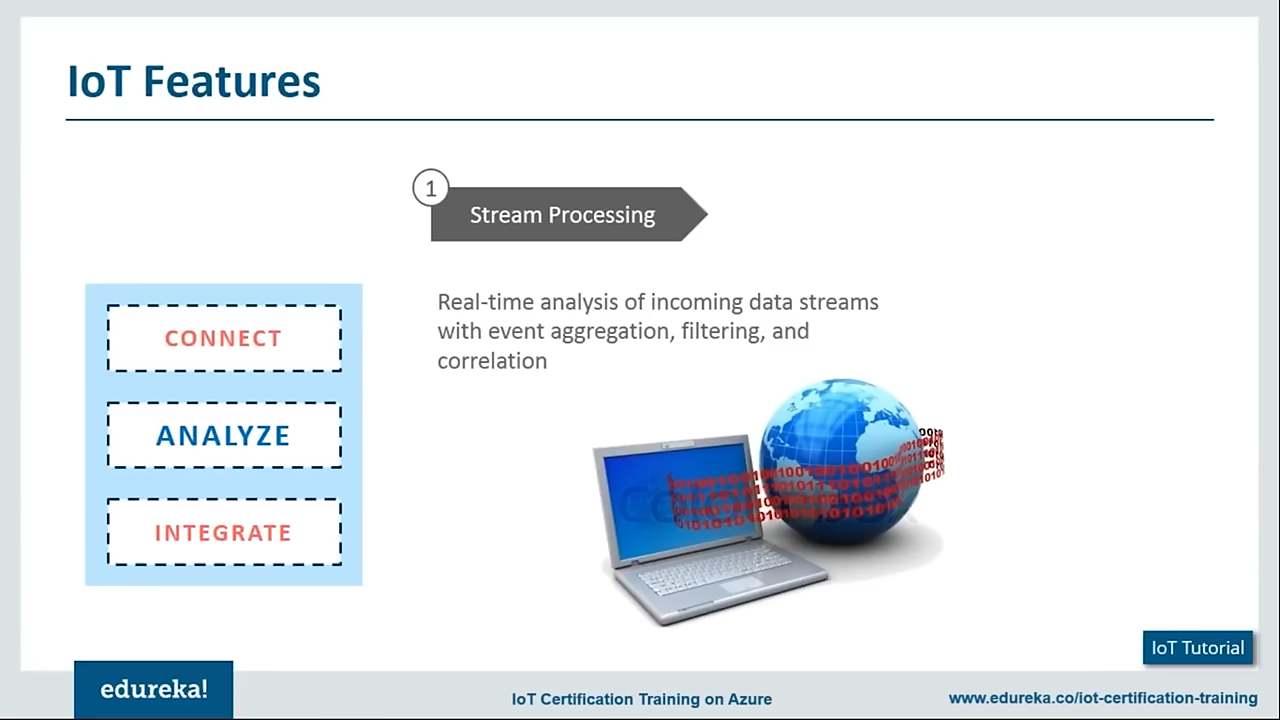 IoT Features
1
Stream Processing
Real-time analysis of incoming data streams
with event aggregation, filtering, and
correlation
CONNECT
ANALYZE
INTEGRATE
IoT Tutorial
edureka!
IoT Certification Training on Azure
www.edureka.co/iot-certification-training